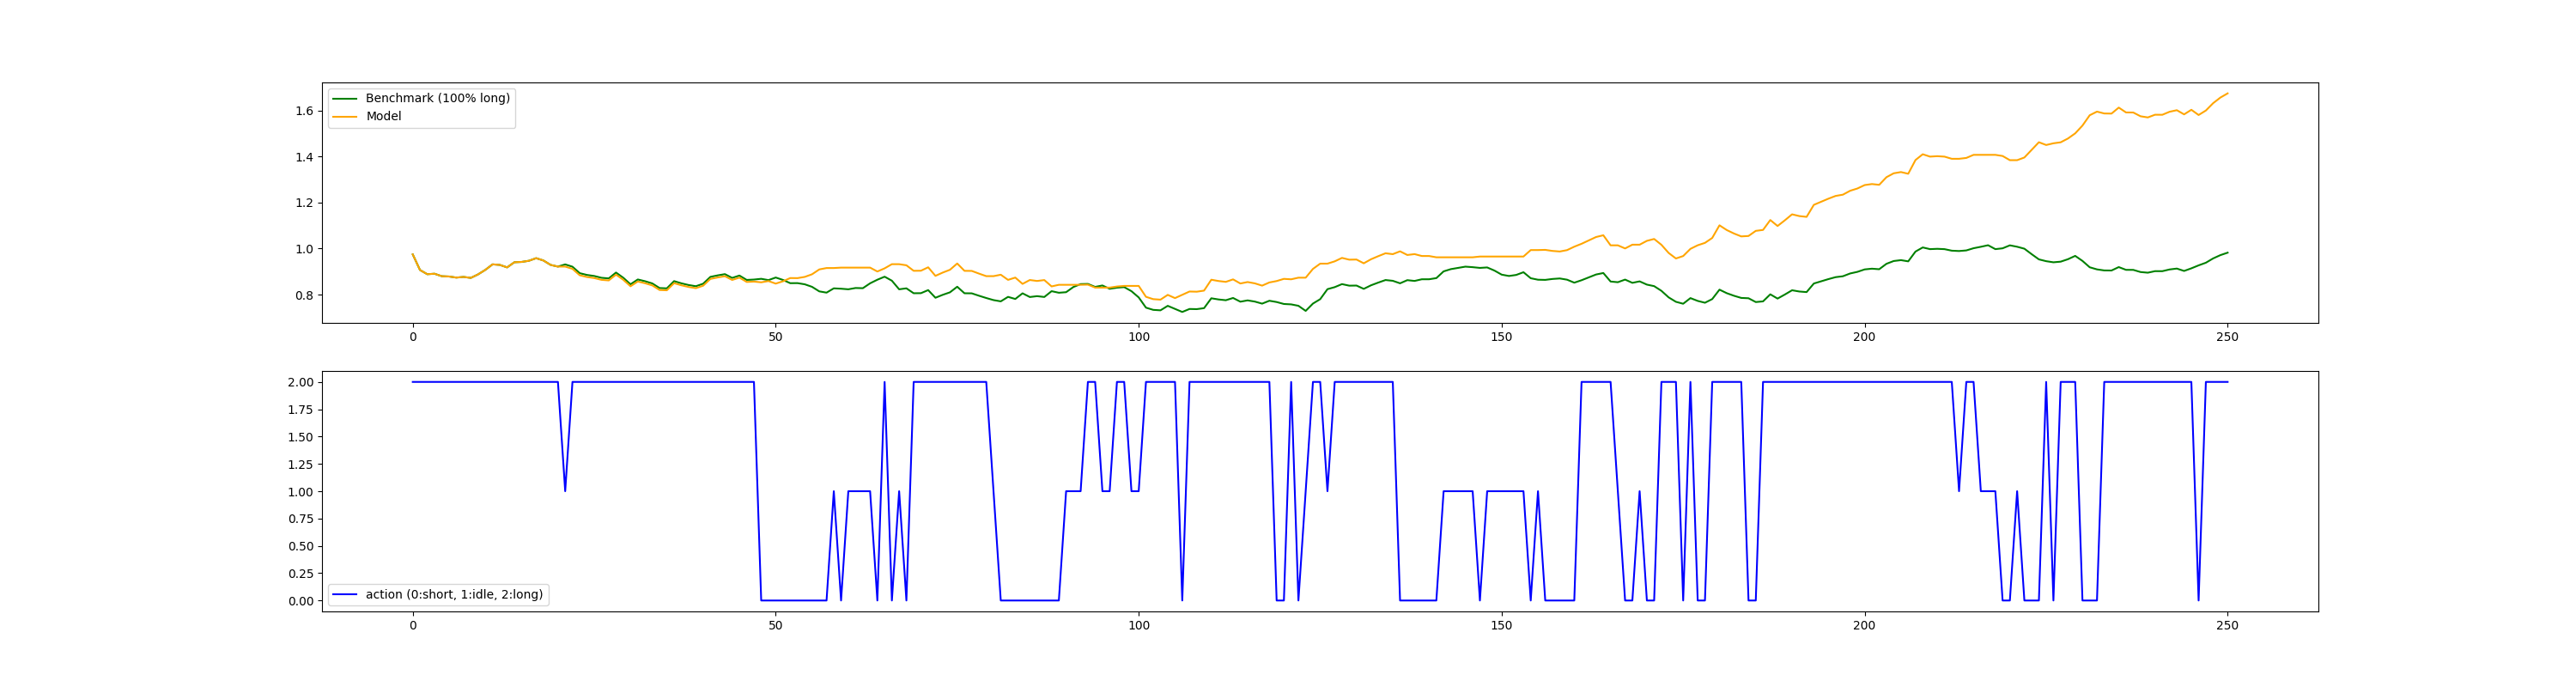 Benchmark (100% long)
Model
1.6
1.4
1.2
1.0
0.8
0 50 100 150 200 250
2.00
1.75
1.50
1.25
1.00
0.75
0.50
0.25
0.00
action (0:short, 1:idle, 2:long)
0 50 100 150 200 250